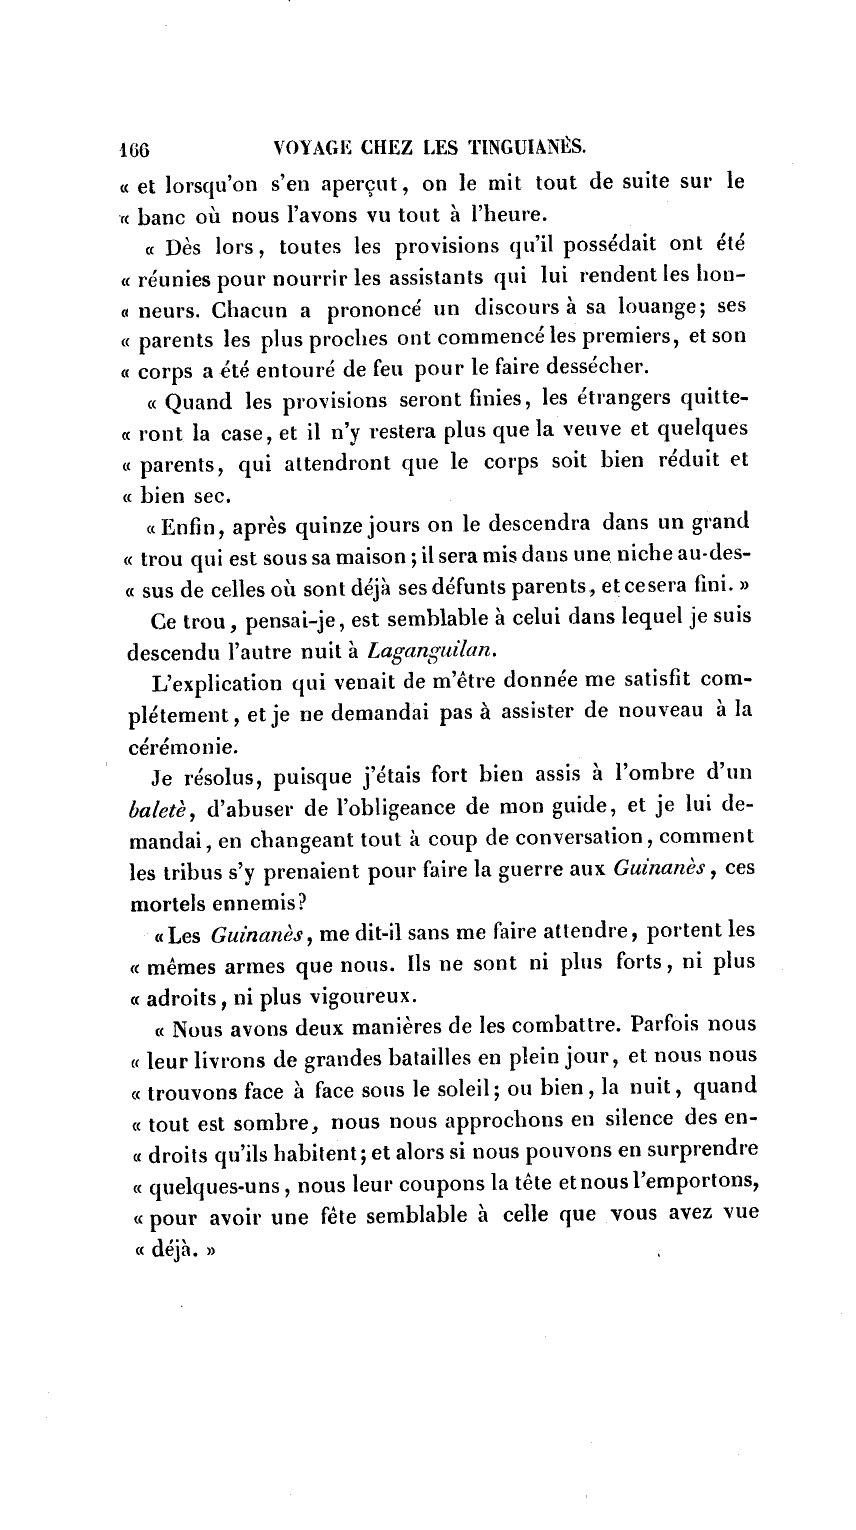 166 VOYAGE CHEZ LES TINGUIANÈS.
« et lorsqu'on s'en aperçut, on le mit tout de suite sur le
« banc où nous l'avons vu tout à l'heure.
« Dès lors, toutes les provisions qu'il possédait ont été
« réunies pour nourrir les assistants qui lui rendent les hon-
« neurs. Chacun a prononcé un discours à sa louange; ses
« parents les plus proches ont commencé les premiers, et son
« corps a été entouré de feu pour le faire dessécher.
« Quand les provisions seront finies, les étrangers quitte-
« ront la case, et il n'y restera plus que la veuve et quelques
« parents, qui attendront que le corps soit bien réduit et
« bien sec.
« Enfin, après quinze jours on le descendra dans un grand
« trou qui est sous sa maison; il sera mis dans une niche au-des-
« sus de celles où sont déjà ses défunts parents, et ce sera fini. »
Ce trou, pensai-je, est semblable à celui dans lequel je suis
descendu l'autre nuit à Laganguilan.
L'explication qui venait de m'être donnée me satisfit com-
plétement, et je ne demandai pas à assister de nouveau à la
cérémonie.
Je résolus, puisque j'étais fort bien assis à l'ombre d'un
baletè, d'abuser de l'obligeance de mon guide, et je lui de-
mandai, en changeant tout à coup de conversation, comment
les tribus s'y prenaient pour faire la guerre aux Guinanès, ces
mortels ennemis?
« Les Guinanès, me dit-il sans me faire attendre, portent les
« mêmes armes que nous. Ils ne sont ni plus forts, ni plus
« adroits, ni plus vigoureux.
« Nous avons deux manières de les combattre. Parfois nous
« leur livrons de grandes batailles en plein jour, et nous nous
« trouvons face à face sous le soleil; ou bien, la nuit, quand
« tout est sombre, nous nous approchons en silence des en-
« droits qu'ils habitent; et alors si nous pouvons en surprendre
« quelques-uns, nous leur coupons la tête et nous l'emportons,
« pour avoir une fête semblable à celle que vous avez vue
« déjà. »